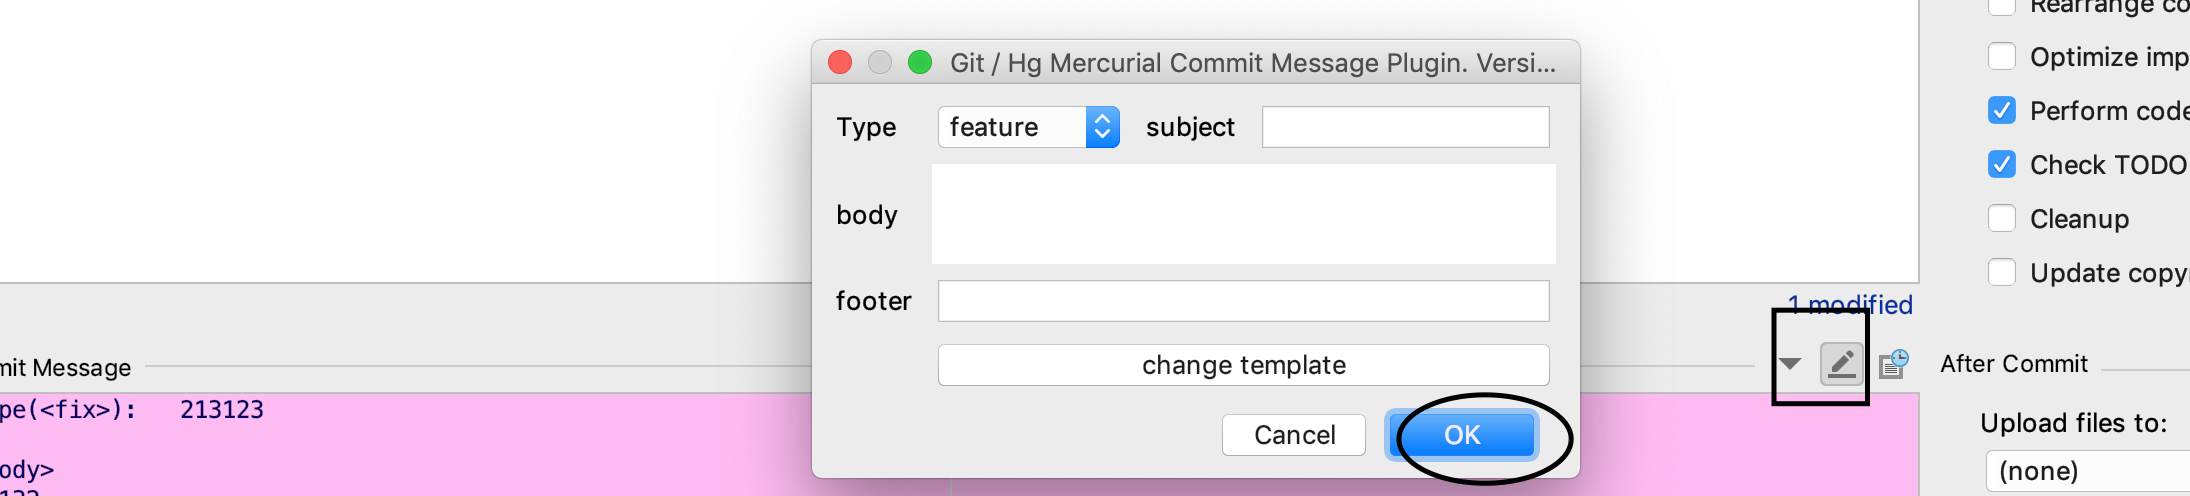 Git / Hg Mercurial Commit Message Plugin. Versi...
Type feature subject
body
footer
change template
Cancel OK
1 modified
mit Message
pe(<fix>): 213123
ody>
Rearrange co
Optimize imp
Perform code
Check TODO
Cleanup
Update copy
After Commit
Upload files to:
(none)